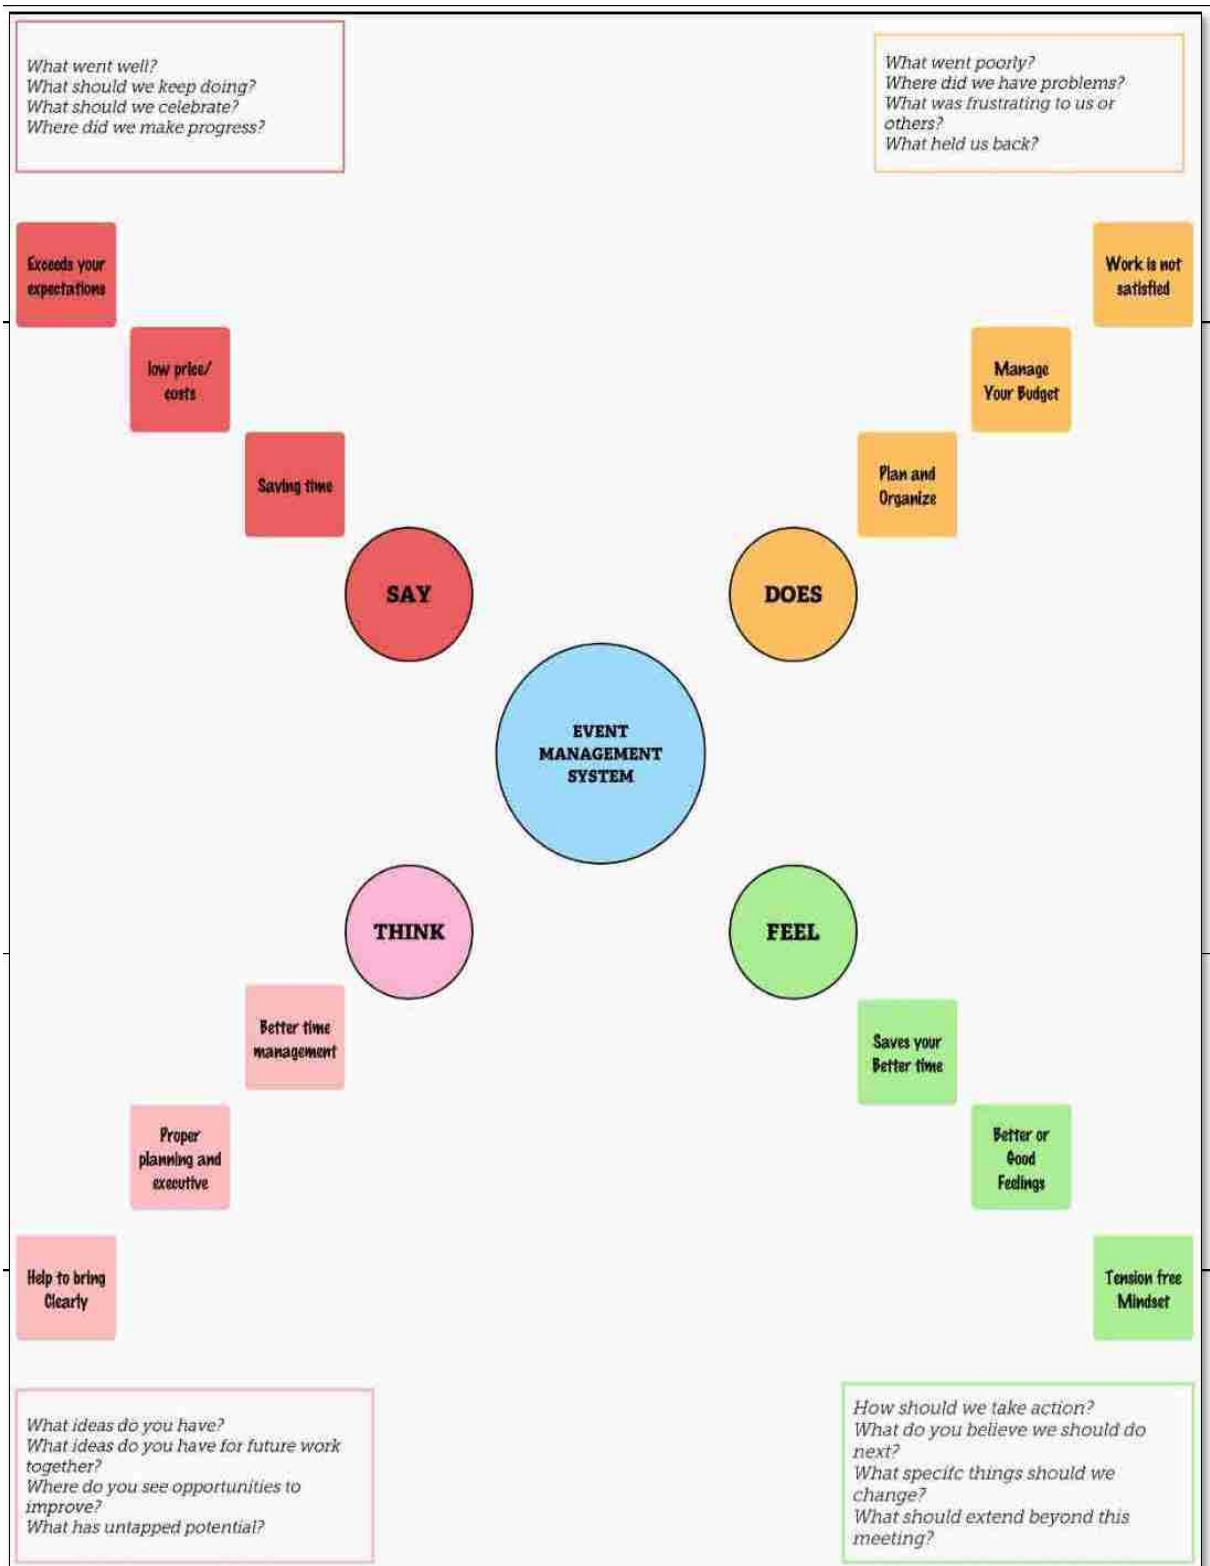 What went well?
What should we keep doing?
What should we celebrate?
Where did we make progress?
What went poorly?
Where did we have problems?
What was frustrating to us or
others?
What held us back?
Exceeds your
expectations
low price/
costs
Saving time
SAY
Work is not
satisfied
Manage
Your Budget
Plan and
Organize
DOES
EVENT
MANAGEMENT
SYSTEM
THINK
Better time
management
Proper
planning and
executive
Help to bring
Clearly
FEEL
Saves your
Better time
Better or
Good
Feelings
Tension free
Mindset
What ideas do you have?
What ideas do you have for future work
together?
Where do you see opportunities to
improve?
What has untapped potential?
How should we take action?
What do you believe we should do
next?
What specifc things should we
change?
What should extend beyond this
meeting?